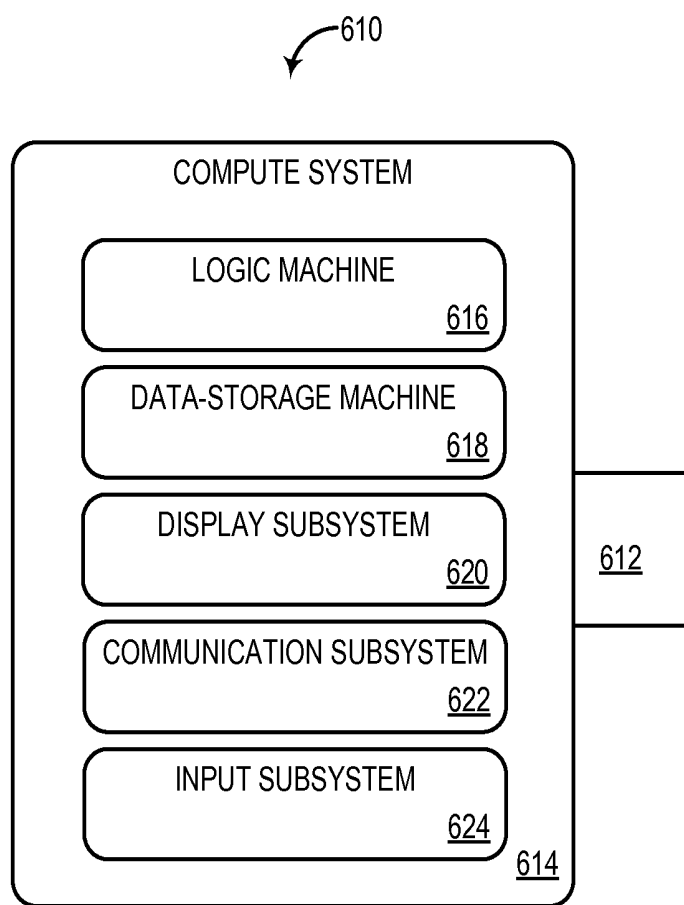 610
COMPUTE SYSTEM
LOGIC MACHINE
616
DATA-STORAGE MACHINE
618
DISPLAY SUBSYSTEM
620
612
COMMUNICATION SUBSYSTEM
622
INPUT SUBSYSTEM
624
614